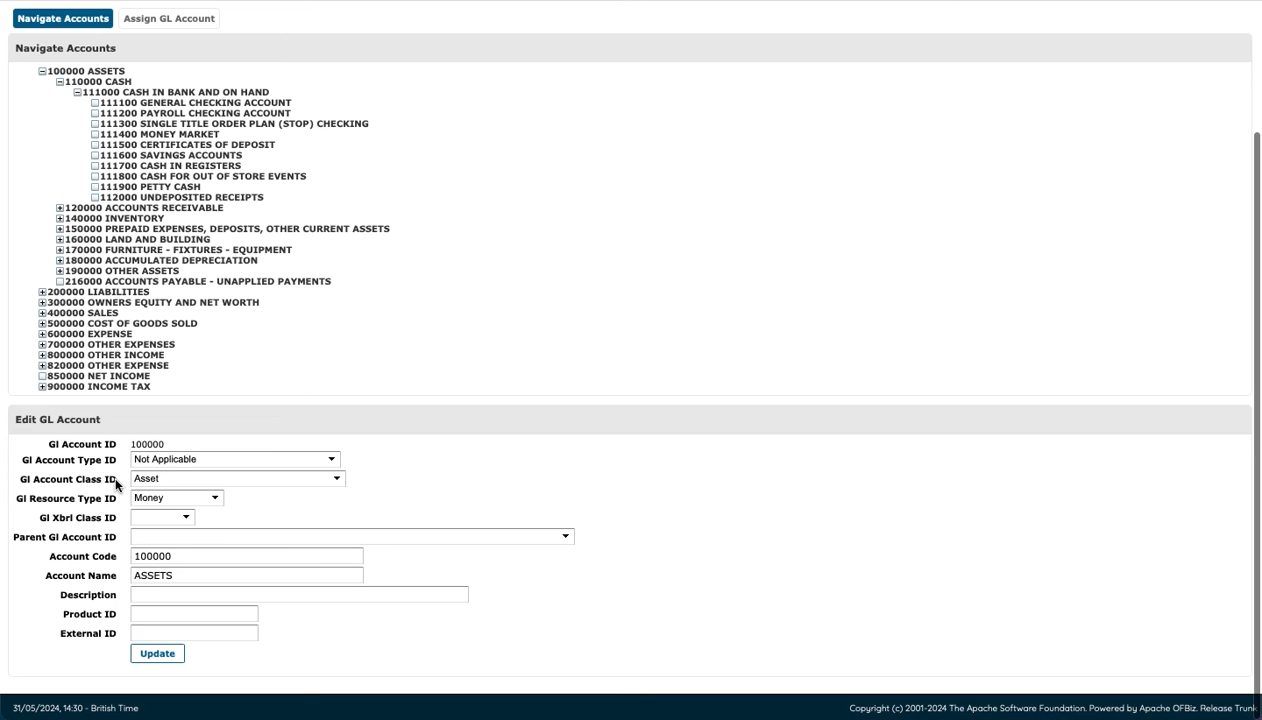 Navigate Accounts Assign GL Account
Navigate Accounts
100000 ASSETS
110000 CASH
111000 CASH IN BANK AND ON HAND
111100 GENERAL CHECKING ACCOUNT
111200 PAYROLL CHECKING ACCOUNT
111300 SINGLE TITLE ORDER PLAN (STOP) CHECKING
111400 MONEY MARKET
111500 CERTIFICATES OF DEPOSIT
111600 SAVINGS ACCOUNTS
111700 CASH IN REGISTERS
111800 CASH FOR OUT OF STORE EVENTS
111900 PETTY CASH
112000 UNDEPOSITED RECEIPTS
120000 ACCOUNTS RECEIVABLE
140000 INVENTORY
150000 PREPAID EXPENSES, DEPOSITS, OTHER CURRENT ASSETS
160000 LAND AND BUILDING
170000 FURNITURE - FIXTURES - EQUIPMENT
180000 ACCUMULATED DEPRECIATION
190000 OTHER ASSETS
216000 ACCOUNTS PAYABLE - UNAPPLIED PAYMENTS
200000 LIABILITIES
300000 OWNERS EQUITY AND NET WORTH
400000 SALES
500000 COST OF GOODS SOLD
600000 EXPENSE
700000 OTHER EXPENSES
800000 OTHER INCOME
820000 OTHER EXPENSE
850000 NET INCOME
900000 INCOME TAX
Edit GL Account
Gl Account ID 100000
Gl Account Type ID Not Applicable
Gl Account Class ID Asset
Gl Resource Type ID Money
Gl Xbrl Class ID
Parent Gl Account ID
Account Code 100000
Account Name ASSETS
Description
Product ID
External ID
Update
31/05/2024, 14:30 - British Time Copyright (c) 2001-2024 The Apache Software Foundation. Powered by Apache OFBiz. Release Trunk